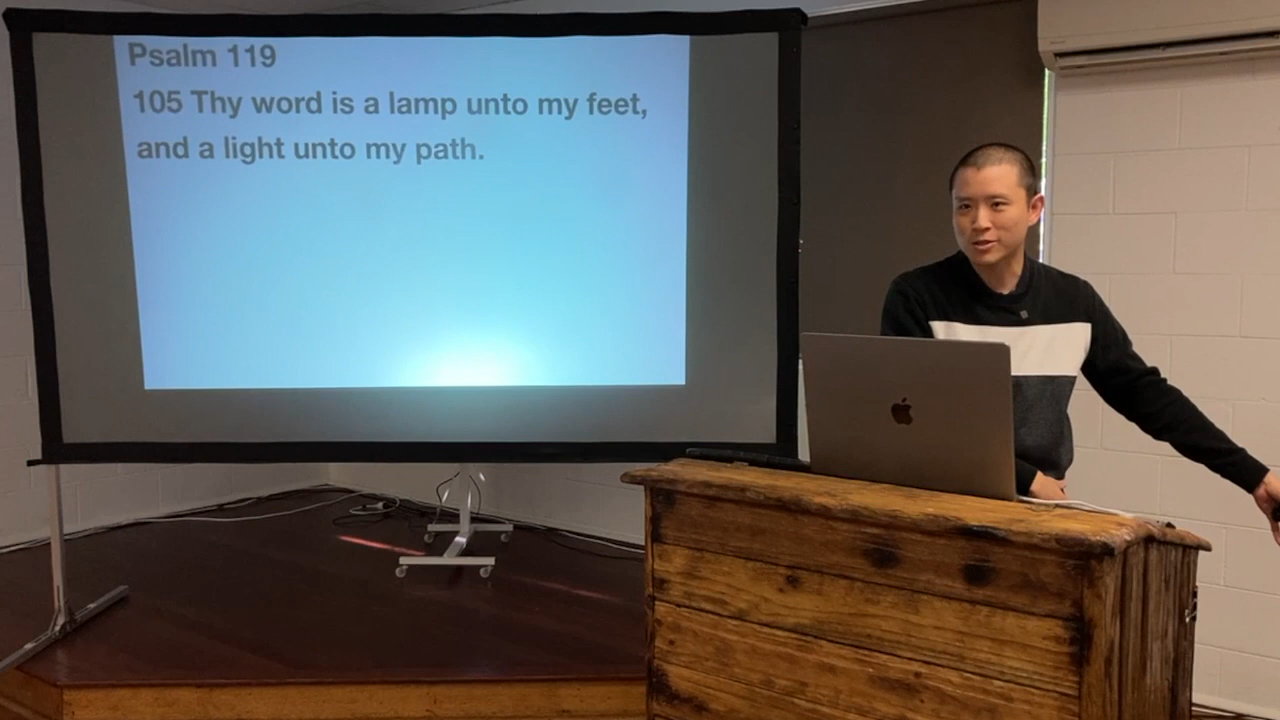 Psalm 119
105 Thy word is a lamp unto my feet,
and a light unto my path.